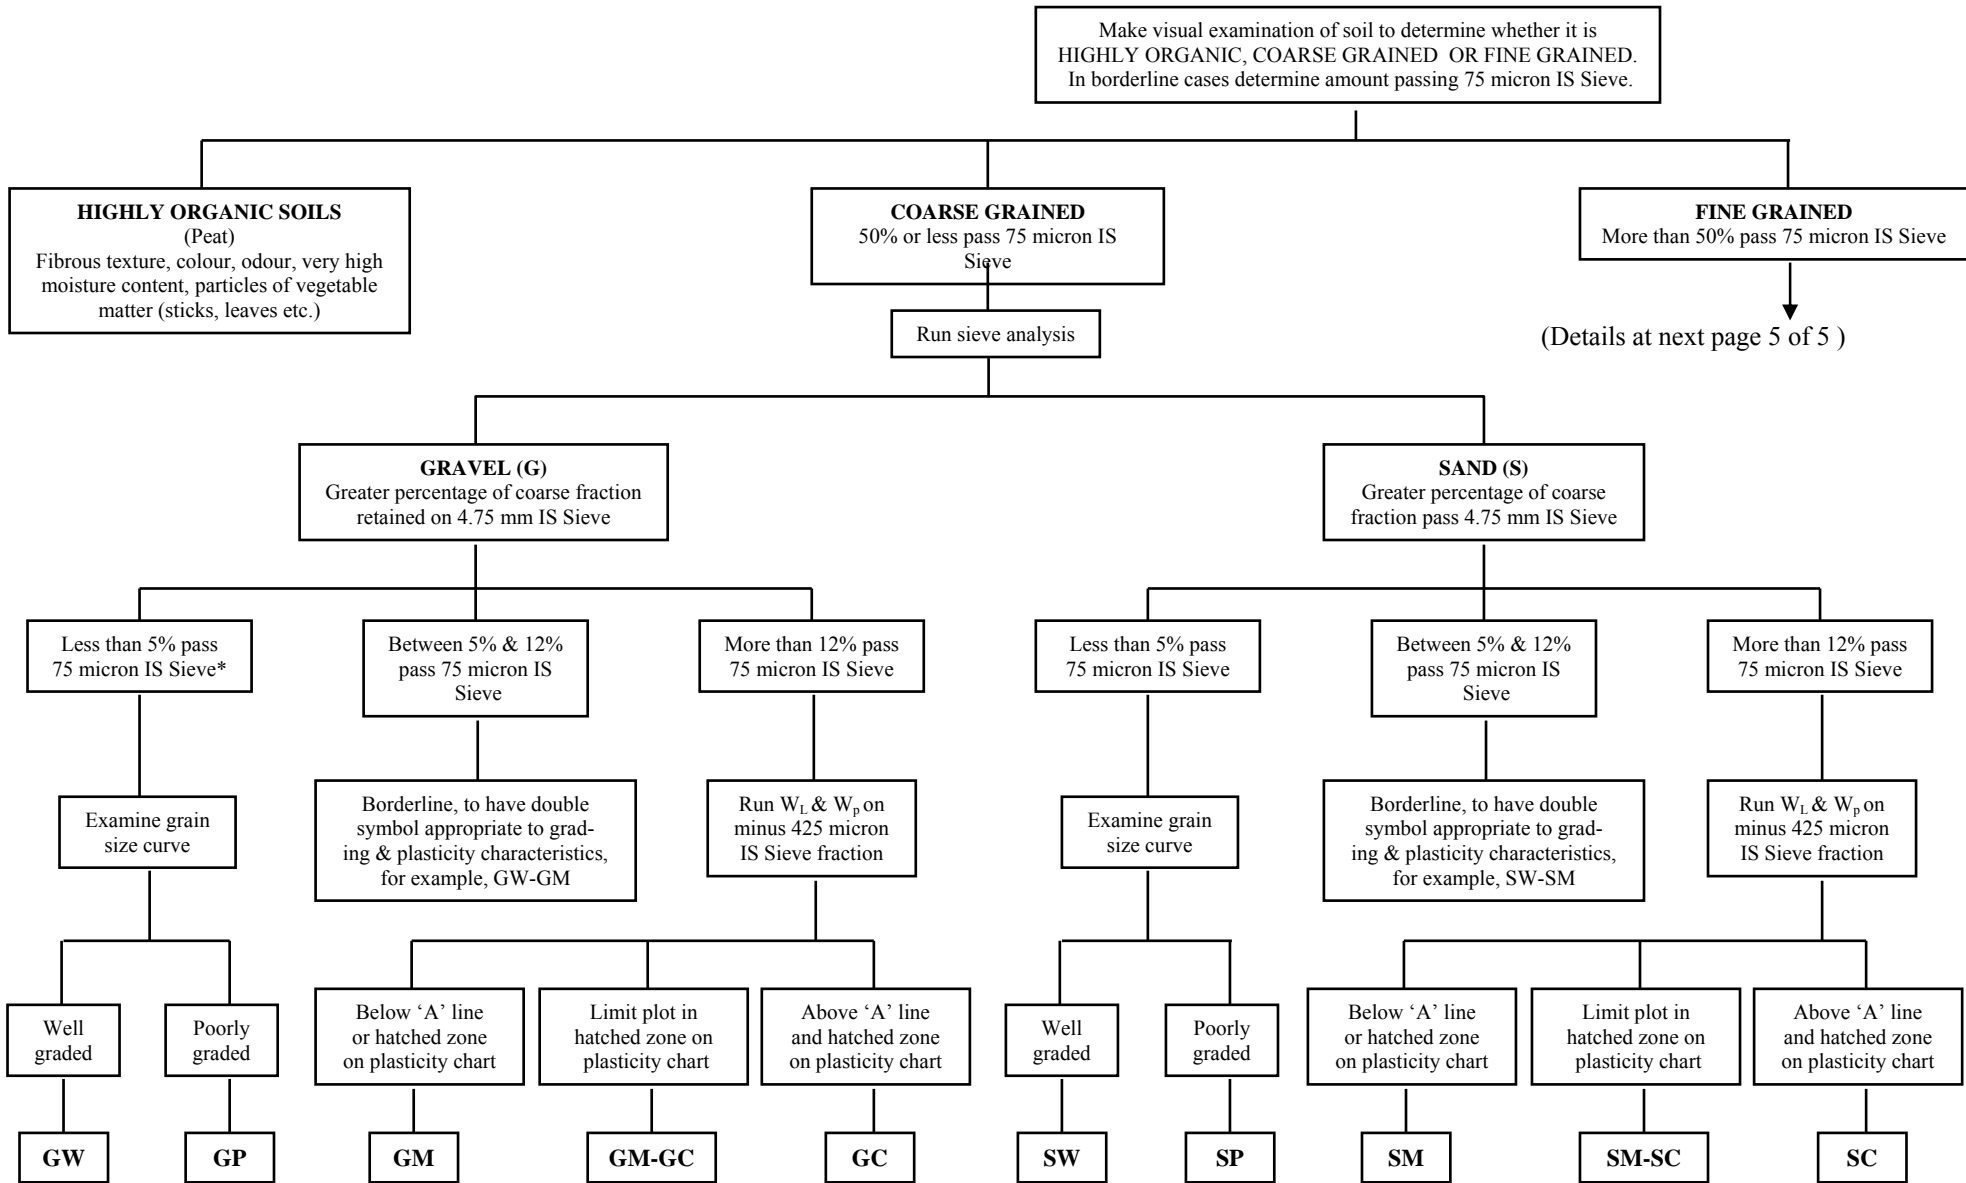 Make visual examination of soil to determine whether it is
HIGHLY ORGANIC, COARSE GRAINED OR FINE GRAINED.
In borderline cases determine amount passing 75 micron IS Sieve.
HIGHLY ORGANIC SOILS
(Peat)
Fibrous texture, colour, odour, very high
moisture content, particles of vegetable
matter (sticks, leaves etc.)
COARSE GRAINED
50% or less pass 75 micron IS
Sieve
FINE GRAINED
More than 50% pass 75 micron IS Sieve
Run sieve analysis
(Details at next page 5 of 5 )
GRAVEL (G)
Greater percentage of coarse fraction
retained on 4.75 mm IS Sieve
SAND (S)
Greater percentage of coarse
fraction pass 4.75 mm IS Sieve
Less than 5% pass
75 micron IS Sieve*
Between 5% & 12%
pass 75 micron IS
Sieve
More than 12% pass
75 micron IS Sieve
Less than 5% pass
75 micron IS Sieve
Between 5% & 12%
pass 75 micron IS
Sieve
More than 12% pass
75 micron IS Sieve
Examine grain
size curve
Borderline, to have double
symbol appropriate to grad-
ing & plasticity characteristics,
for example, GW-GM
Run WL & Wp on
minus 425 micron
IS Sieve fraction
Examine grain
size curve
Borderline, to have double
symbol appropriate to grad-
ing & plasticity characteristics,
for example, SW-SM
Run WL & Wp on
minus 425 micron
IS Sieve fraction
Well
graded
Poorly
graded
Below ‘A’ line
or hatched zone
on plasticity chart
Limit plot in
hatched zone on
plasticity chart
Above ‘A’ line
and hatched zone
on plasticity chart
Well
graded
Poorly
graded
Below ‘A’ line
or hatched zone
on plasticity chart
Limit plot in
hatched zone on
plasticity chart
Above ‘A’ line
and hatched zone
on plasticity chart
GW
GP
GM
GM-GC
GC
SW
SP
SM
SM-SC
SC